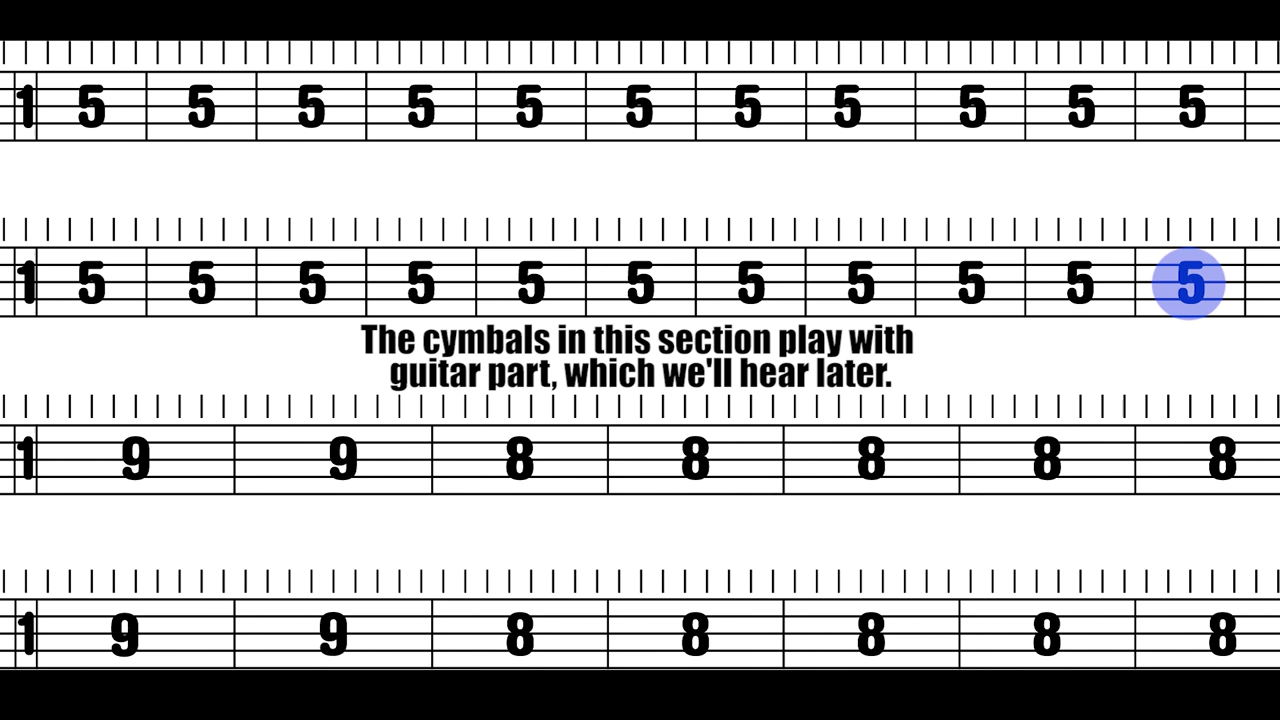 1 5 5 5 5 5 5 5 5 5 5 5
1 5 5 5 5 5 5 5 5 5 5 5
The cymbals in this section play with
guitar part, which we'll hear later.
1 9 9 8 8 8 8 8
1 9 9 8 8 8 8 8